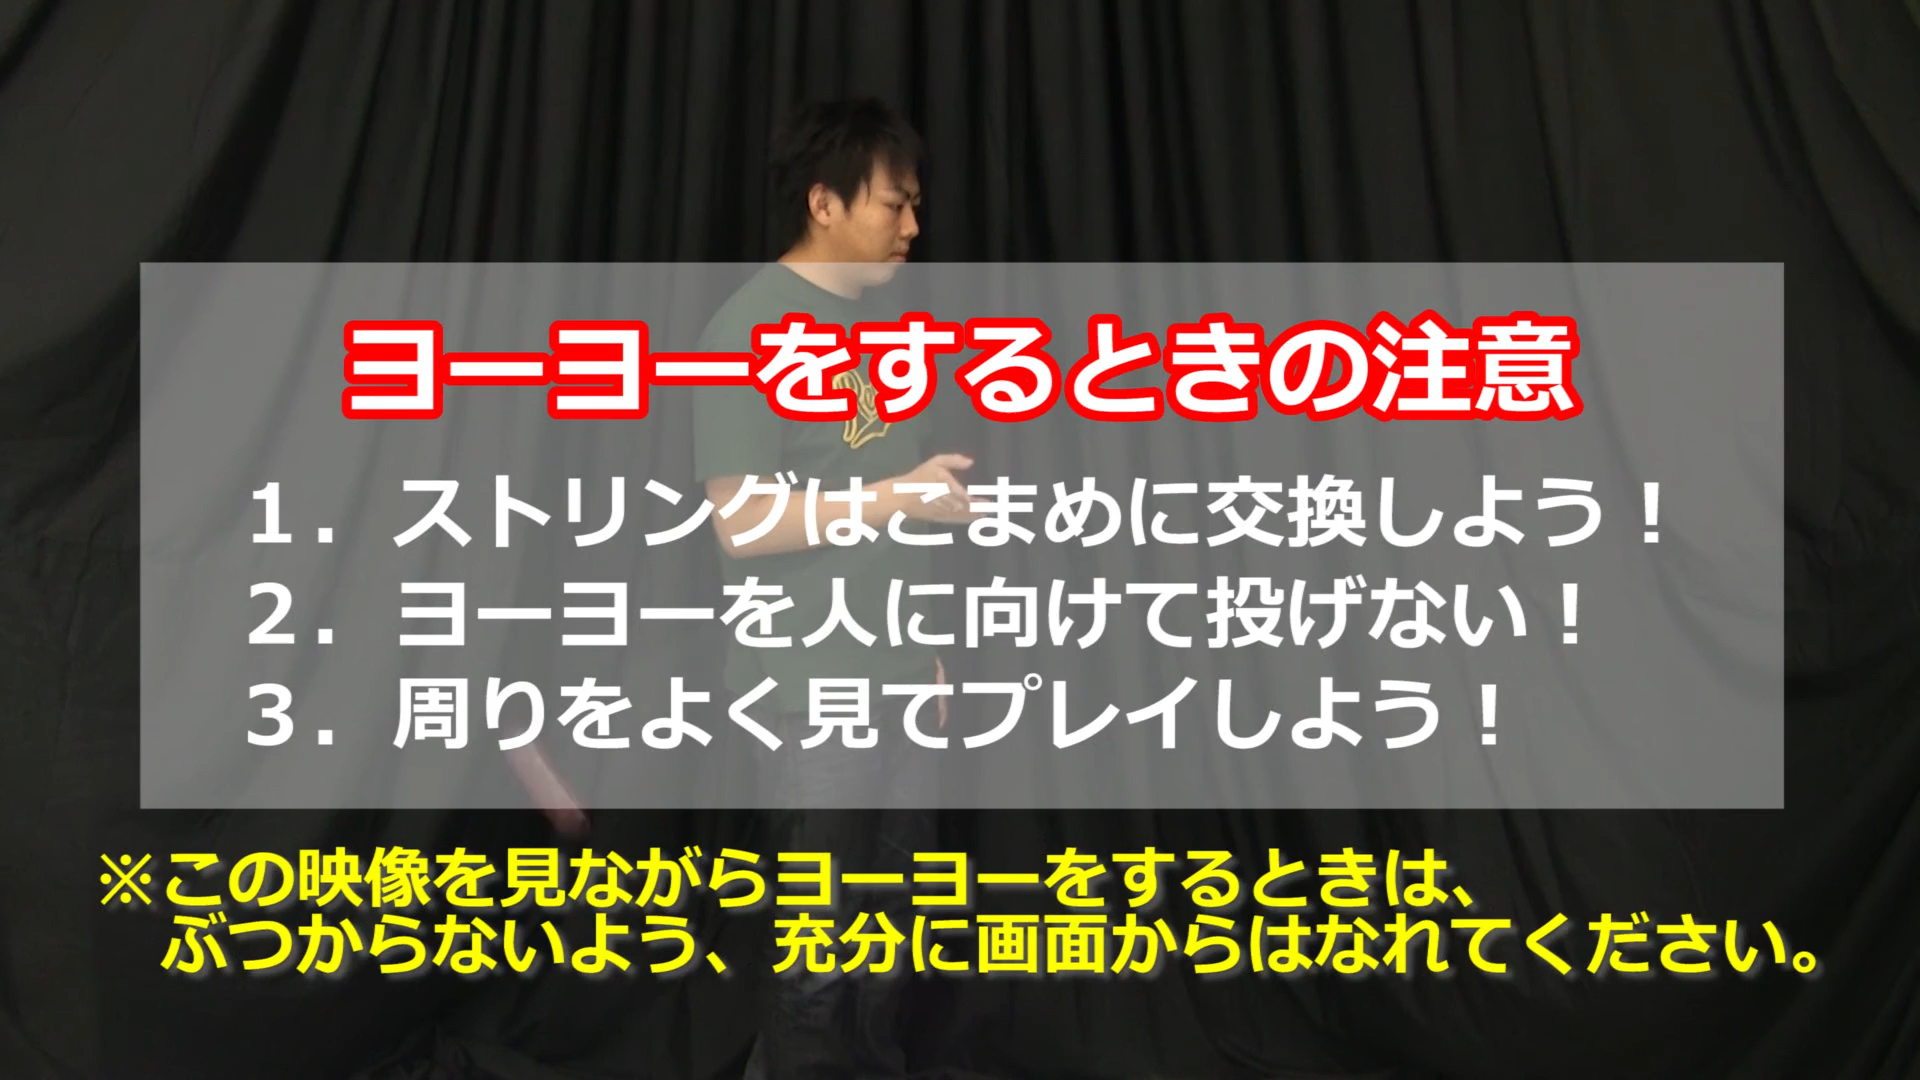 ヨーヨーをするときの注意
１．ストリングはこまめに交換しよう！
２．ヨーヨーを人に向けて投げない！
３．周りをよく見てプレイしよう！
※この映像を見ながらヨーヨーをするときは、
ぶつからないよう、充分に画面からはなれてください。